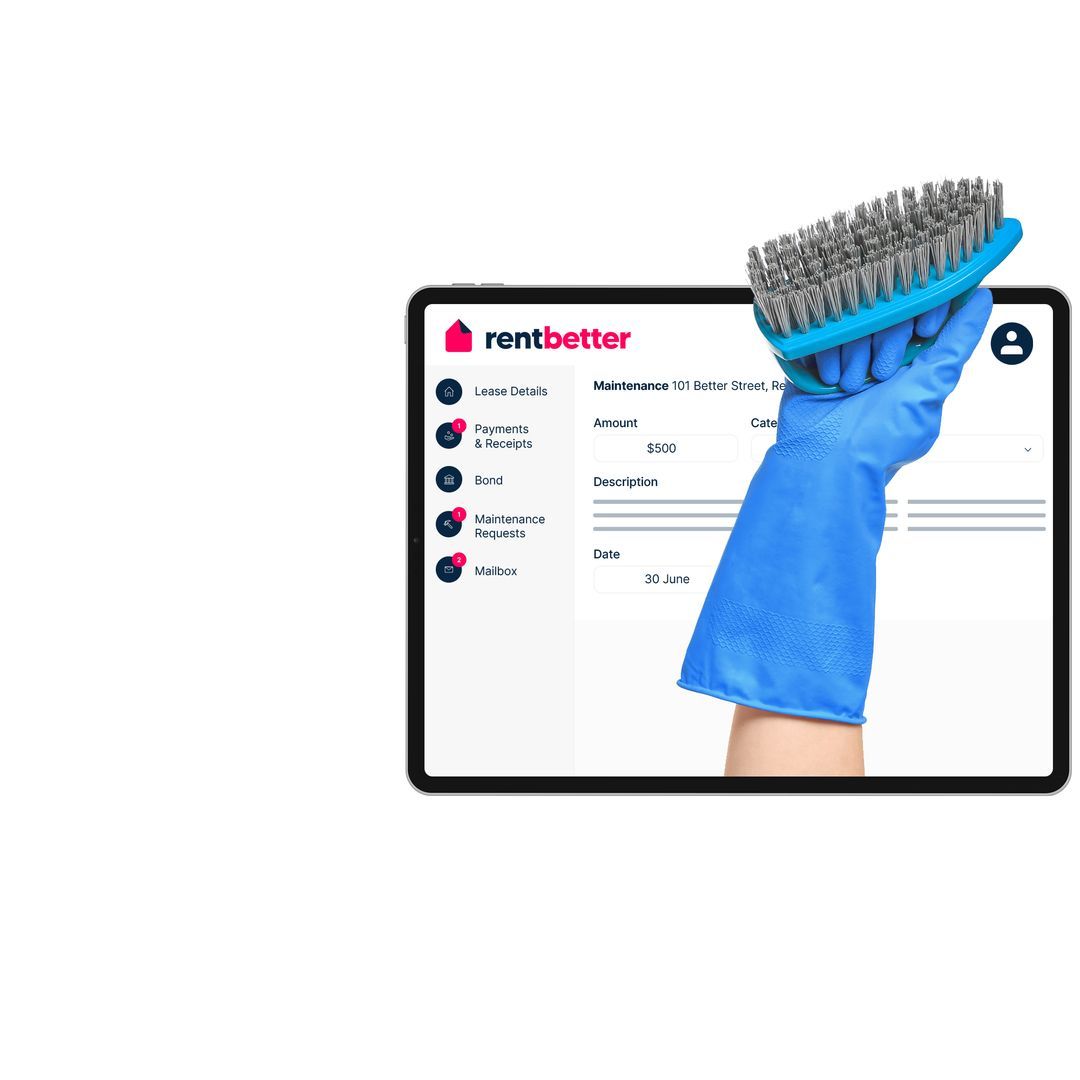 rentbetter
Lease Details
1
Payments
& Receipts
Bond
1
Maintenance
Requests
2
Mailbox
Maintenance 101 Better Street, Re
Amount
Cate
$500
Description
Date
30 June